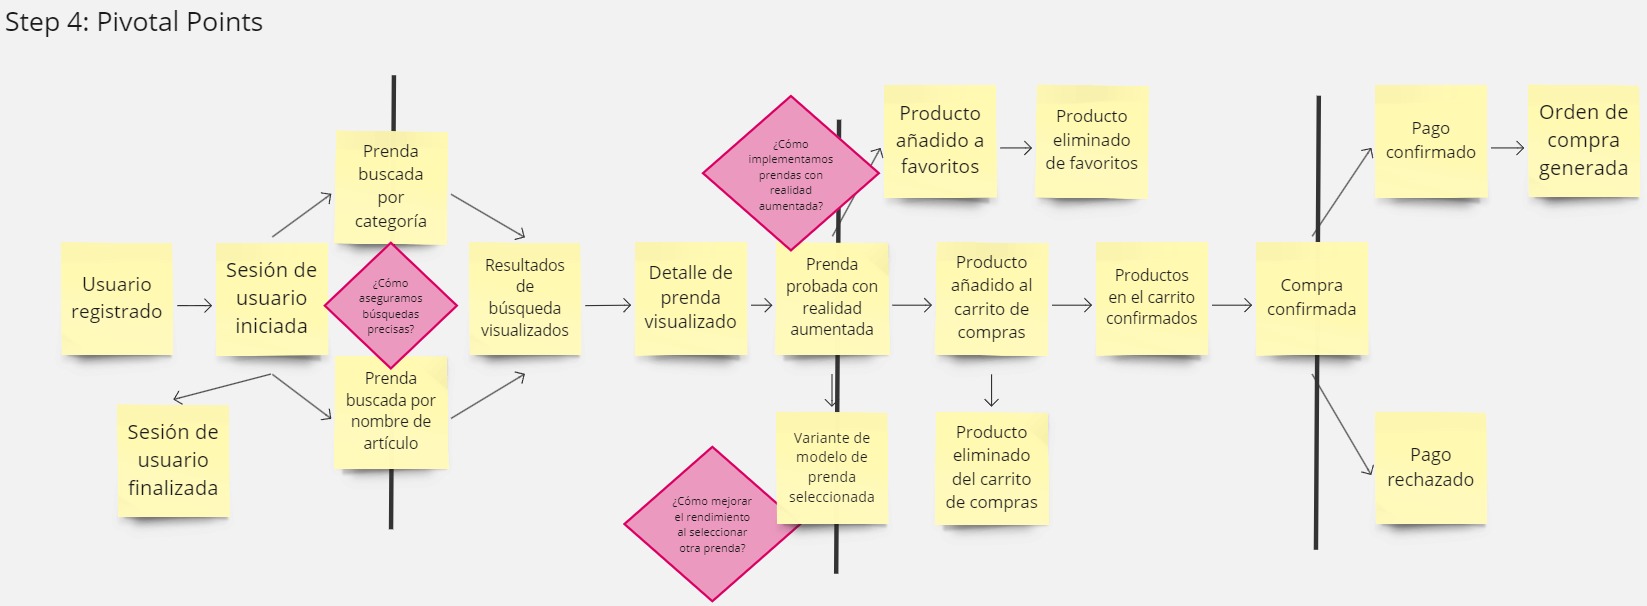 Step 4: Pivotal Points
Usuario
registrado
Sesión de
usuario
iniciada
Sesión de
usuario
finalizada
Prenda
buscada
por
categoría
¿Cómo
aseguramos
búsquedas
precisas?
Prenda
buscada por
nombre de
artículo
Resultados
de
búsqueda
visualizados
Detalle de
prenda
visualizado
¿Cómo
implementamos
prendas con
realidad
aumentada?
Prenda
probada con
realidad
aumentada
¿Cómo mejorar
el rendimiento
al seleccionar
otra prenda?
Variante de
modelo de
prenda
seleccionada
Producto
añadido a
favoritos
Producto
eliminado
de favoritos
Producto
añadido al
carrito de
compras
Producto
eliminado
del carrito
de compras
Productos
en el carrito
confirmados
Compra
confirmada
Pago
confirmado
Orden de
compra
generada
Pago
rechazado